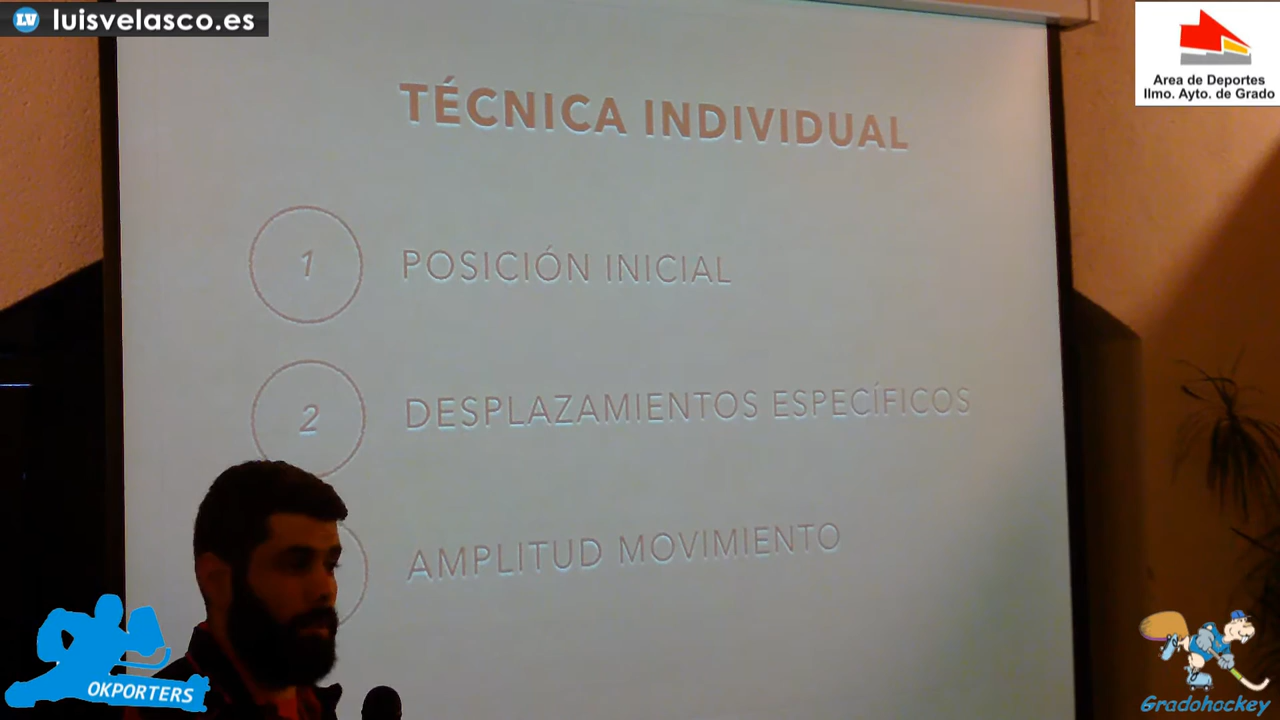 LV luisvelasco.es
Area de Deportes
Ilmo. Ayto. de Grado
TÉCNICA INDIVIDUAL
1 POSICIÓN INICIAL
2 DESPLAZAMIENTOS ESPECÍFICOS
AMPLITUD MOVIMIENTO
OKPORTERS
Gradohockey